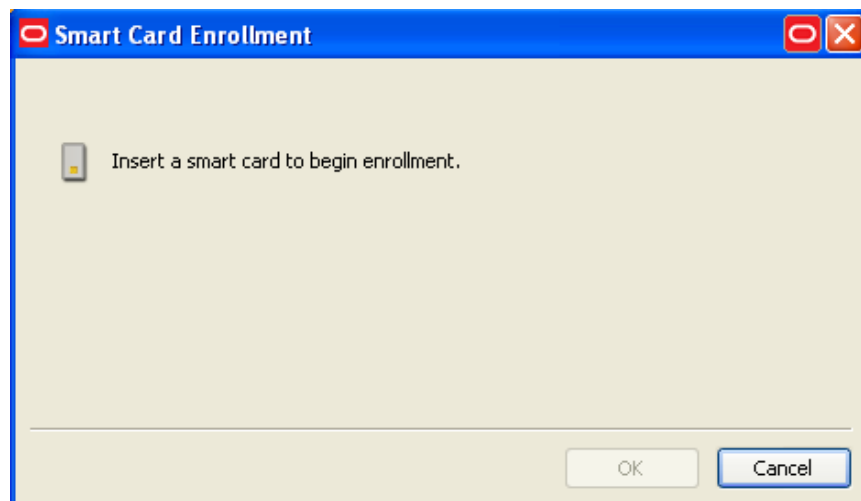 Smart Card Enrollment
Insert a smart card to begin enrollment.
OK
Cancel